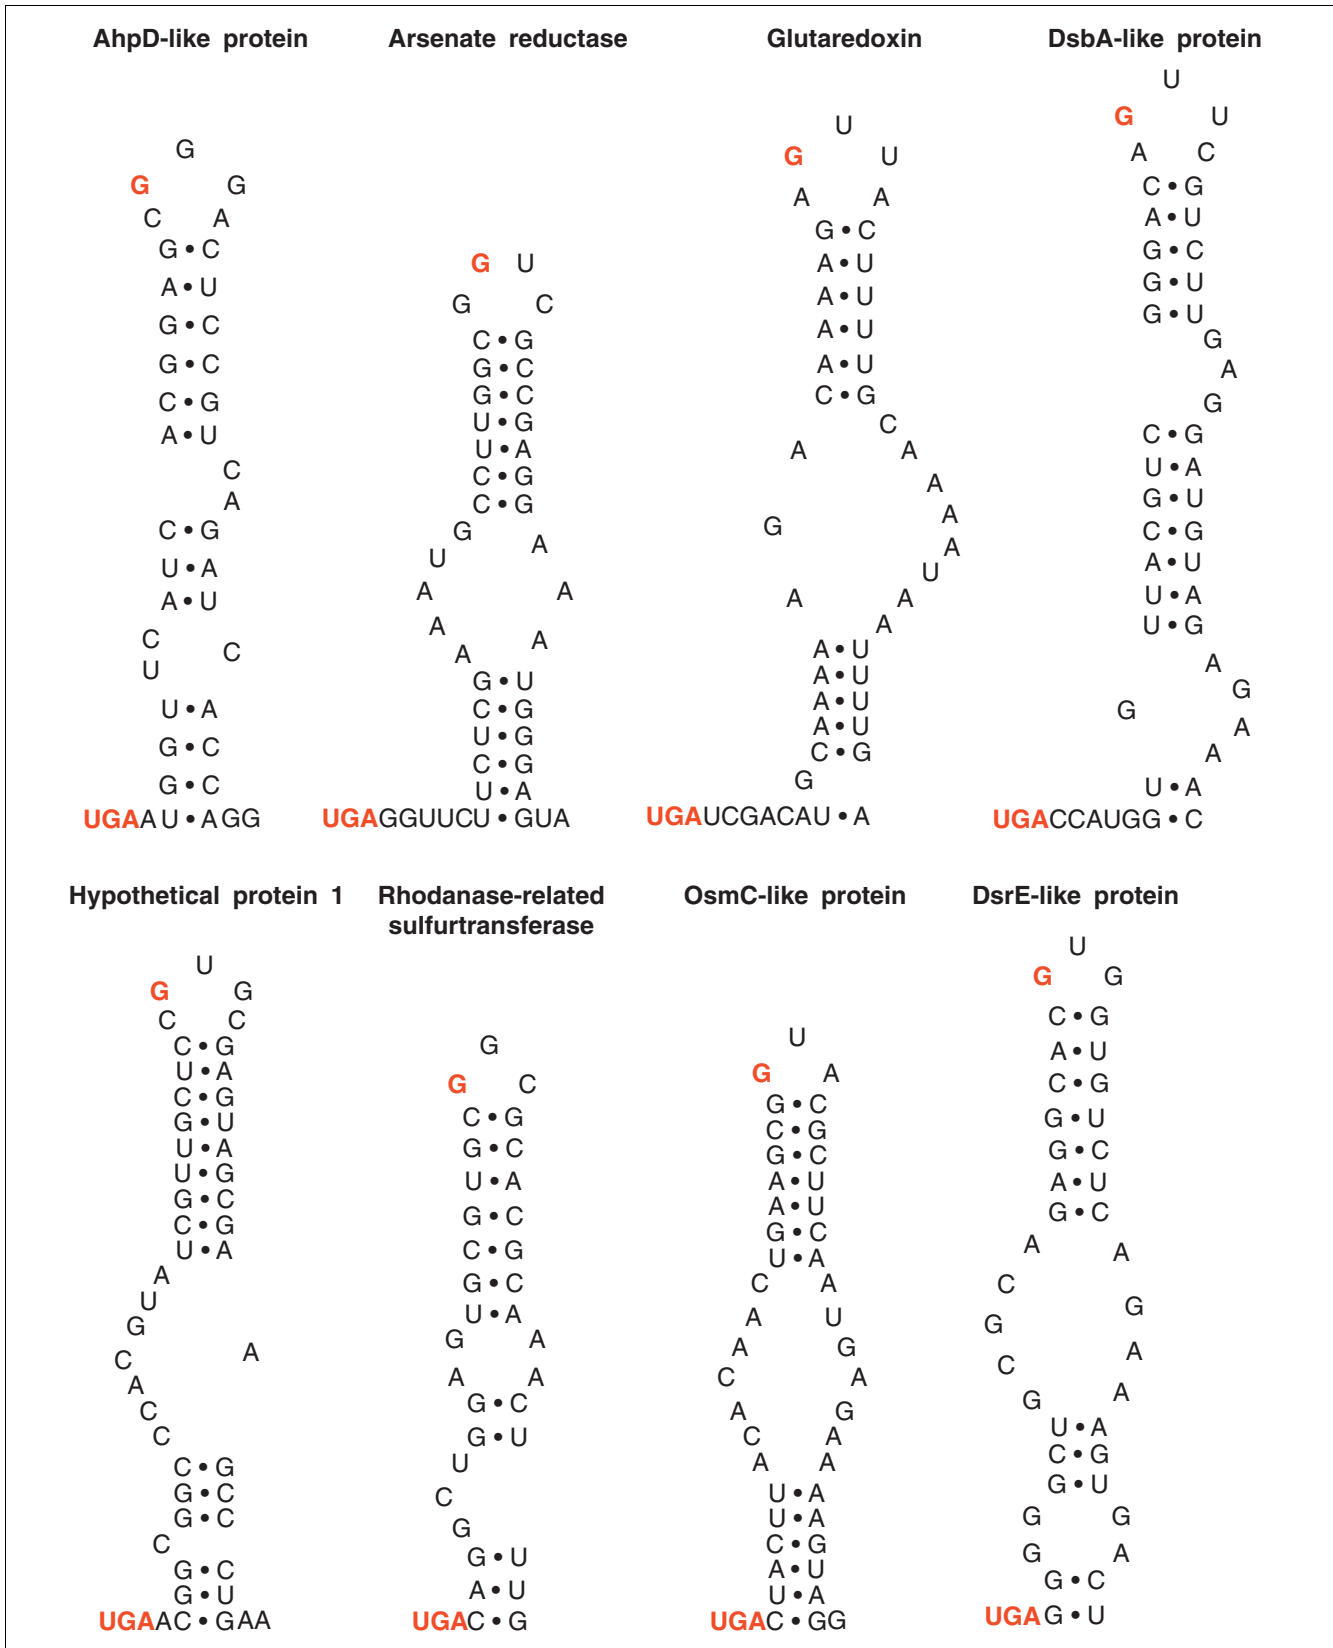 AhpD-like protein
G
G G
C A
G • C
A • U
G • C
G • C
C • G
A • U
C
A
C • G
U • A
A • U
C
C
U
U • A
G • C
G • C
UGAAU • AGG
Arsenate reductase
G U
G C
C • G
G • C
G • C
U • G
U • A
C • G
C • G
G
A
U
A A
A
A
A
G • U
C • G
U • G
C • G
U • A
UGAGGUUCU • GUA
Glutaredoxin
U
G U
A A
G • C
A • U
A • U
A • U
A • U
C • G
C
A A
A
A
G
A
U
A A
A
A • U
A • U
A • U
A • U
C • G
G
UGAUCGACAU • A
DsbA-like protein
U
G U
A C
C • G
A • U
G • C
G • U
G • U
G
A
G
C • G
U • A
G • U
C • G
A • U
U • A
U • G
A
G
G
A
A
U • A
UGACCAUGG • C
Hypothetical protein 1
U
G G
C C
C • G
U • A
C • G
G • U
U • A
U • G
G • C
C • G
U • A
A
U
G
A
C
A
C
C
C • G
G • C
G • C
C
G • C
G • U
UGAAC • GAA
Rhodanase-related
sulfurtransferase
G
G C
C • G
G • C
U • A
G • C
C • G
G • C
U • A
G A
A A
G • C
G • U
U
C
G
G • U
A • U
UGAC • G
OsmC-like protein
U
G A
G • C
C • G
G • C
A • U
A • U
G • C
U • A
C A
A U
A G
C A
A G
C A
A A
U • A
U • A
C • G
A • U
U • A
UGAC • GG
DsrE-like protein
U
G G
C • G
A • U
C • G
G • U
G • C
A • U
G • C
A A
C
G
G
A
C
A
G
U • A
C • G
G • U
G G
G A
G • C
UGAG • U